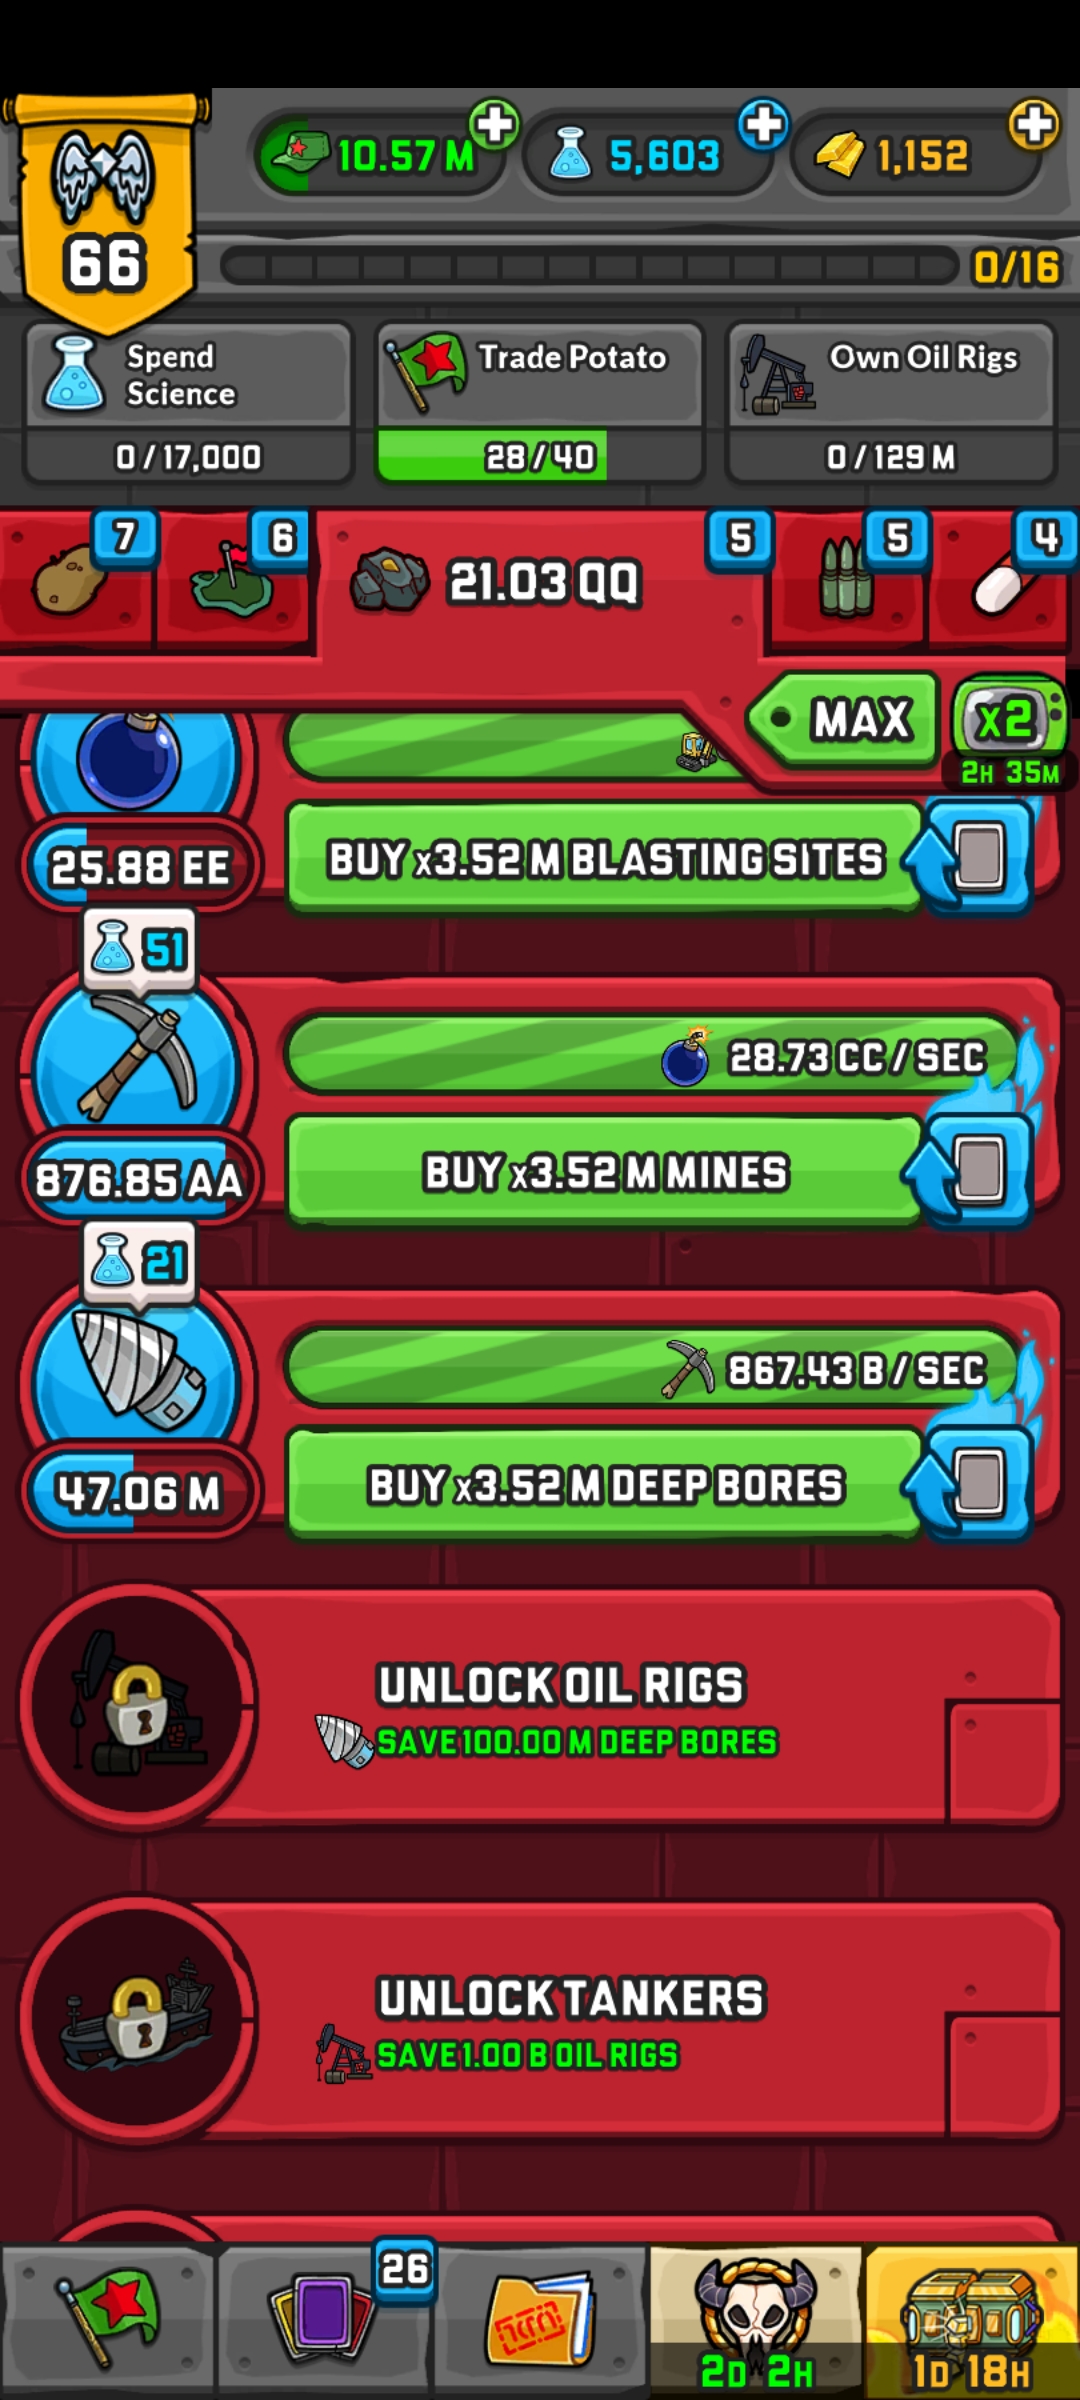 10.57 M
5,603
1,152
66
0/16
Spend
Science
0 / 17,000
Trade Potato
28 / 40
Own Oil Rigs
0 / 129 M
7
6
21.03 QQ
5
5
4
MAX
x2
2H 35M
25.88 EE
BUY x3.52 M BLASTING SITES
51
28.73 CC / SEC
876.85 AA
BUY x3.52 M MINES
21
867.43 B / SEC
47.06 M
BUY x3.52 M DEEP BORES
UNLOCK OIL RIGS
SAVE 100.00 M DEEP BORES
UNLOCK TANKERS
SAVE 1.00 B OIL RIGS
26
2D 2H
1D 18H